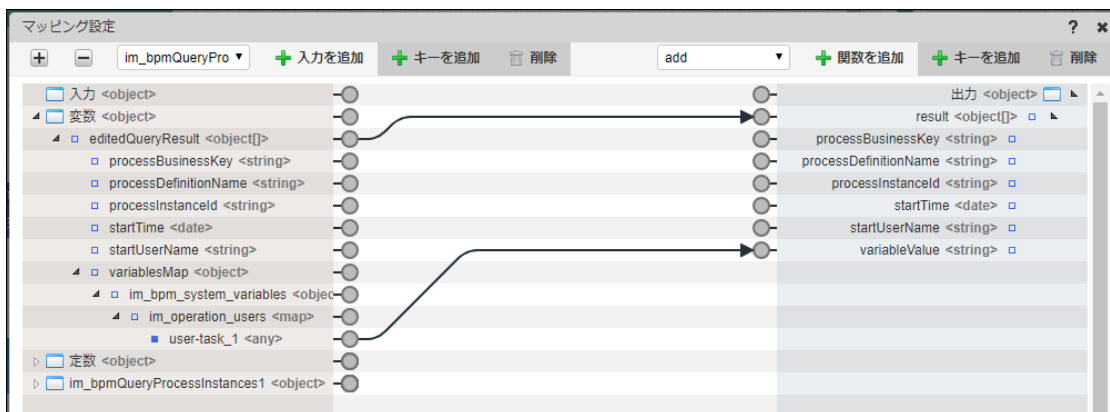 マッピング設定 ?
im_bpmQueryPro 入力を追加 キーを追加 削除 add 関数を追加 キーを追加 削除
入力 <object> 出力 <object>
変数 <object> result <object[]>
editedQueryResult <object[]> processBusinessKey <string>
processBusinessKey <string> processDefinitionName <string>
processDefinitionName <string> processInstanceId <string>
processInstanceId <string> startTime <date>
startTime <date> startUserName <string>
startUserName <string> variableValue <string>
variablesMap <object>
im_bpm_system_variables <objec
im_operation_users <map>
user-task_1 <any>
定数 <object>
im_bpmQueryProcessInstances1 <object>